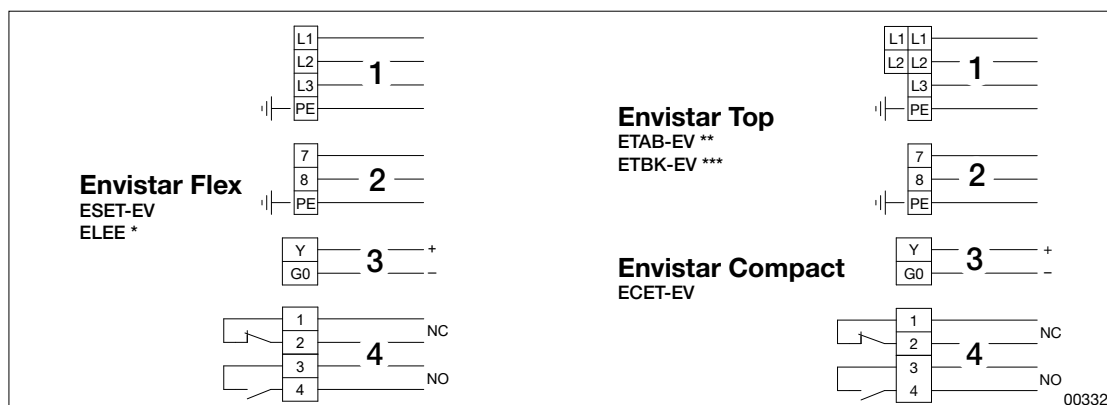 L1
L2
L3
PE
1
7
8
PE
2
Envistar Flex
ESET-EV
ELEE *
Y
G0
3
+
–
1
2
3
4
4
NC
NO
L1 L1
L2 L2
L3
PE
1
Envistar Top
ETAB-EV **
ETBK-EV ***
7
8
PE
2
Envistar Compact
ECET-EV
Y
G0
3
+
–
1
2
3
4
4
NC
NO
00332